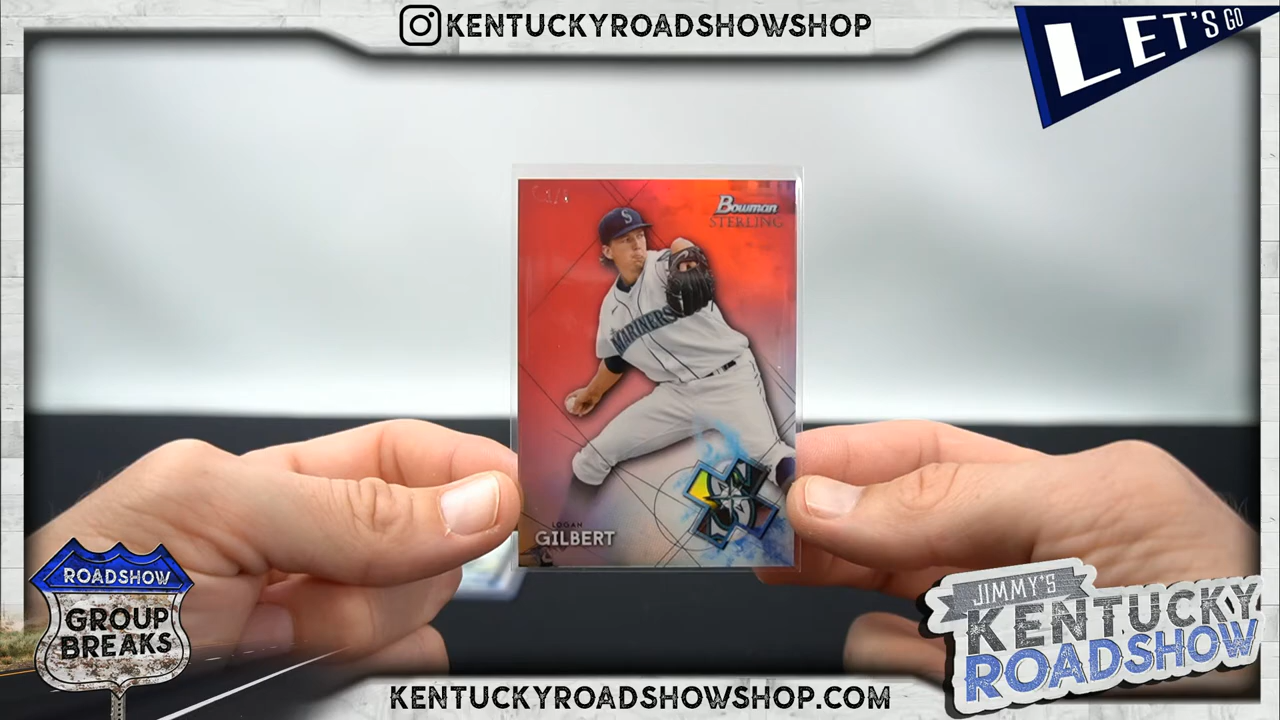 KENTUCKYROADSHOWSHOP
LET'S GO
Bowman
STERLING
S
MARINERS
LOGAN
GILBERT
ROADSHOW
GROUP
BREAKS
JIMMY'S
KENTUCKY
ROADSHOW
KENTUCKYROADSHOWSHOP.COM